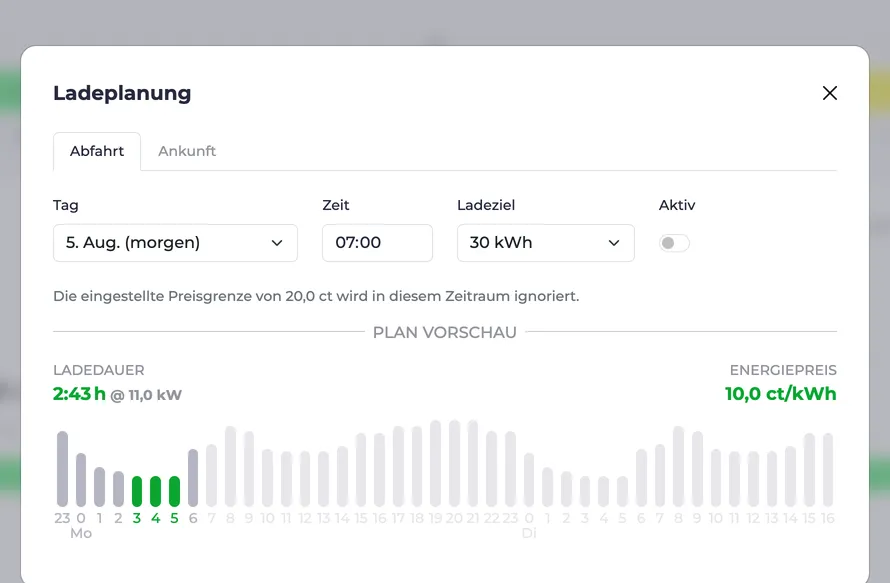 Ladeplanung
Abfahrt Ankunft
Tag Zeit Ladeziel Aktiv
5. Aug. (morgen) 07:00 30 kWh
Die eingestellte Preisgrenze von 20,0 ct wird in diesem Zeitraum ignoriert.
PLAN VORSCHAU
LADEDAUER ENERGIEPREIS
2:43 h @ 11,0 kW 10,0 ct/kWh
23 0 1 2 3 4 5 6 7 8 9 10 11 12 13 14 15 16 17 18 19 20 21 22 23 0 1 2 3 4 5 6 7 8 9 10 11 12 13 14 15 16
Mo Di